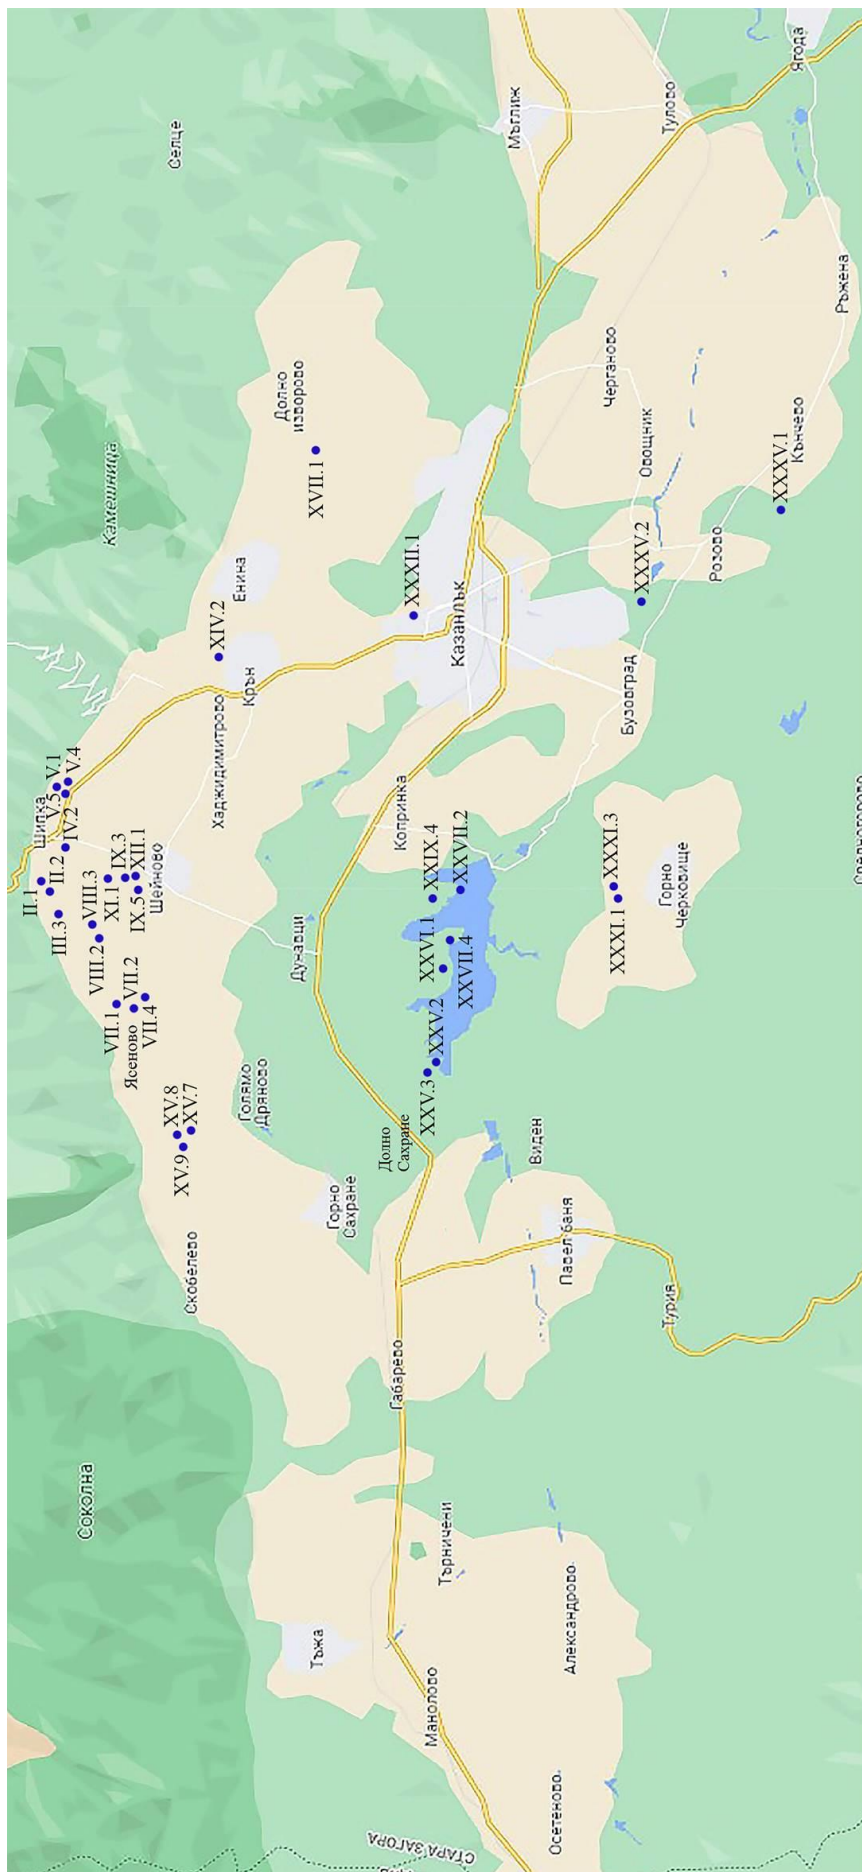 II.1
Шипка
V.5
V.1
V.4
II.2
IV.2
III.3
Соколна
VIII.3
VIII.2
VII.1
XI.1
IX.3
Камешница
VII.2
IX.5
XII.1
Ясеново
VII.4
Шейново
Селце
XV.8
XV.9
XV.7
Скобелево
XIV.2
Хаджидимитрово
Крън
Енина
Голямо
Дряново
Долно
изворово
XVII.1
Дунавци
Тъжа
Горно
Сахране
Долно
Сахране
Копринка
XXXII.1
Габарево
XXV.3
XXV.2
XXVI.1
XXIX.4
Манолово
Търничени
XXVII.4
XXVII.2
Казанлък
СТАРА ЗАГОРА
Мъглиж
Виден
Осетеново
Александрово
Павел баня
XXXI.1
XXXI.3
Черганово
Бузовград
XXXV.2
Овощник
Турия
Горно
Черковище
Тулово
Розово
XXXV.1
Кънчево
Ягода
Ръжена